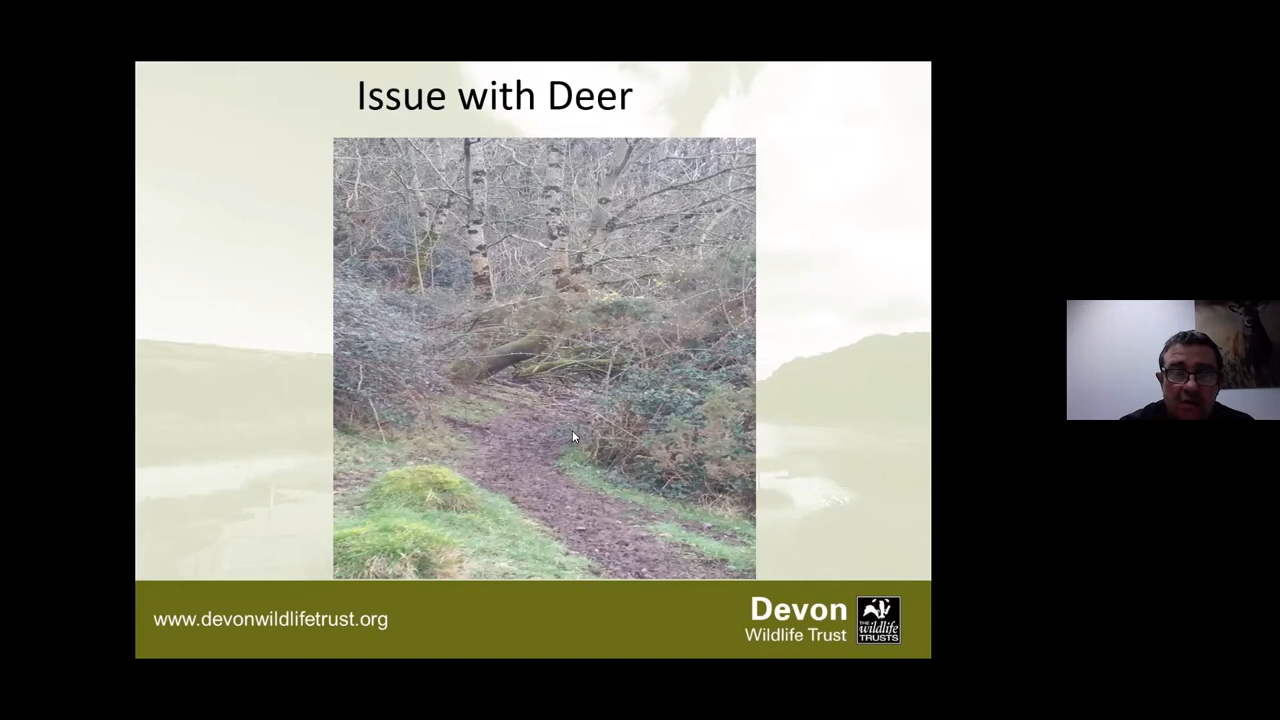 Issue with Deer
www.devonwildlifetrust.org
Devon
Wildlife Trust
THE
wildlife
TRUSTS